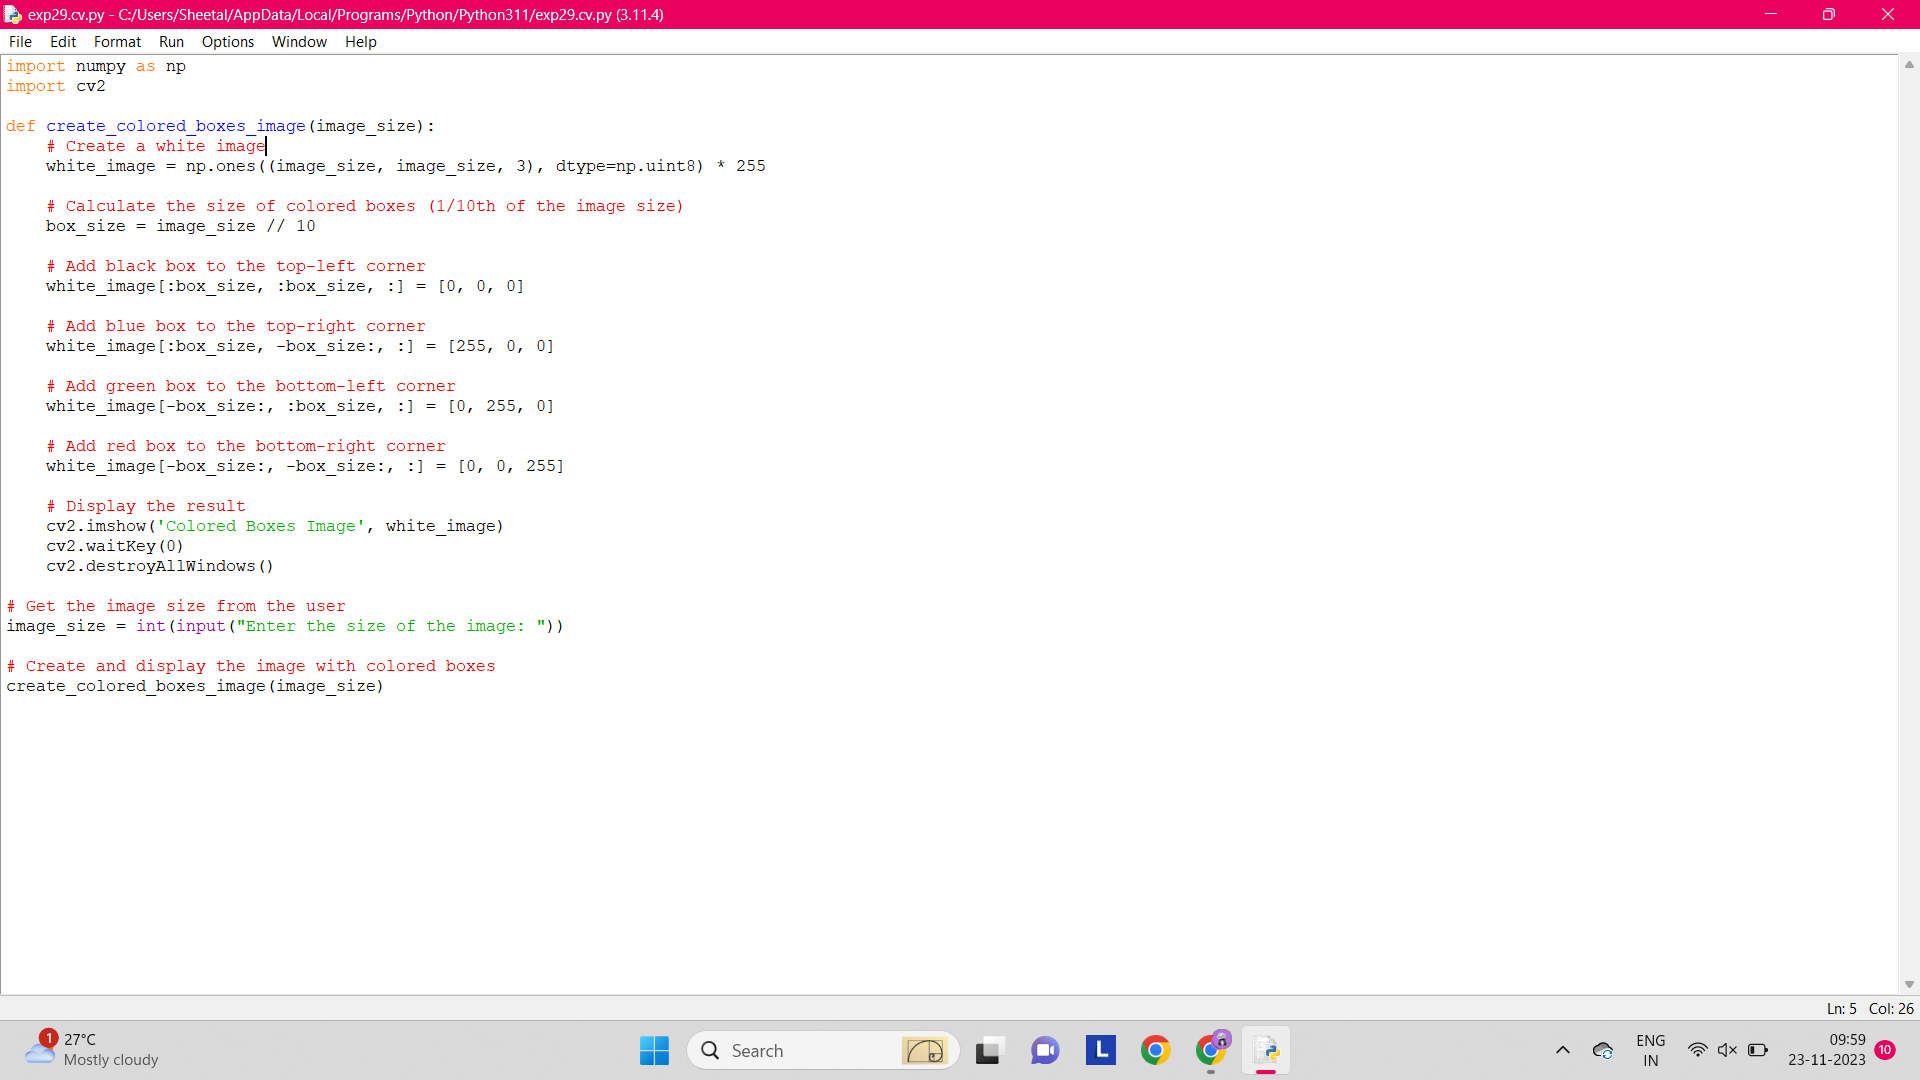 exp29.cv.py - C:/Users/Sheetal/AppData/Local/Programs/Python/Python311/exp29.cv.py (3.11.4)
File Edit Format Run Options Window Help
import numpy as np
import cv2
def create_colored_boxes_image(image_size):
    # Create a white image
    white_image = np.ones((image_size, image_size, 3), dtype=np.uint8) * 255
    # Calculate the size of colored boxes (1/10th of the image size)
    box_size = image_size // 10
    # Add black box to the top-left corner
    white_image[:box_size, :box_size, :] = [0, 0, 0]
    # Add blue box to the top-right corner
    white_image[:box_size, -box_size:, :] = [255, 0, 0]
    # Add green box to the bottom-left corner
    white_image[-box_size:, :box_size, :] = [0, 255, 0]
    # Add red box to the bottom-right corner
    white_image[-box_size:, -box_size:, :] = [0, 0, 255]
    # Display the result
    cv2.imshow('Colored Boxes Image', white_image)
    cv2.waitKey(0)
    cv2.destroyAllWindows()
# Get the image size from the user
image_size = int(input("Enter the size of the image: "))
# Create and display the image with colored boxes
create_colored_boxes_image(image_size)
Ln: 5 Col: 26
1
27°C
Mostly cloudy
Search
L
ENG
IN
09:59
23-11-2023
10